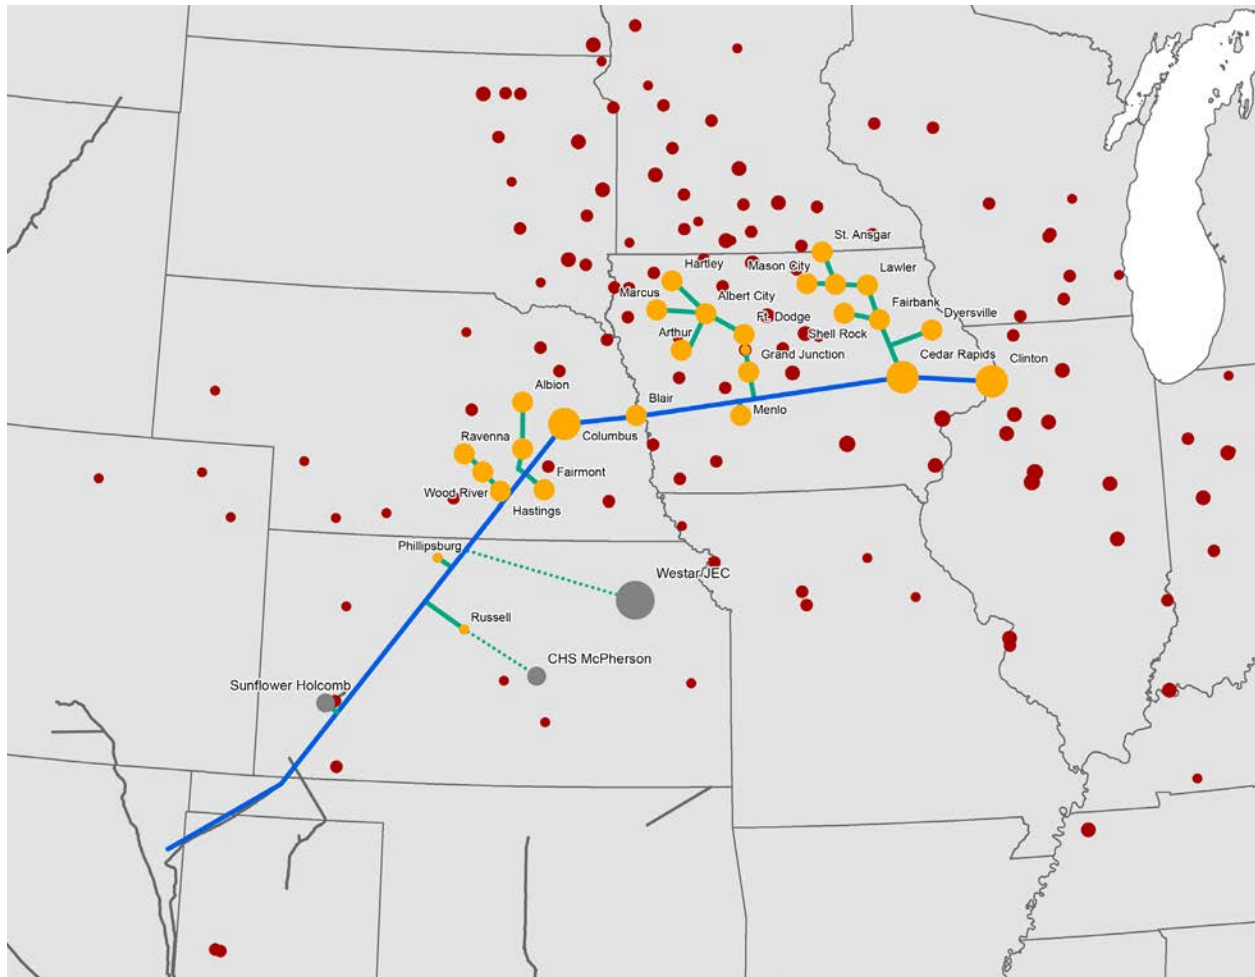 St. Ansgar
Hartley
Mason City
Lawler
Marcus
Albert City
Fairbank
Ft. Dodge
Dyersville
Arthur
Shell Rock
Grand Junction
Cedar Rapids
Clinton
Albion
Blair
Menlo
Columbus
Ravenna
Fairmont
Wood River
Hastings
Phillipsburg
Westar JEC
Russell
CHS McPherson
Sunflower Holcomb